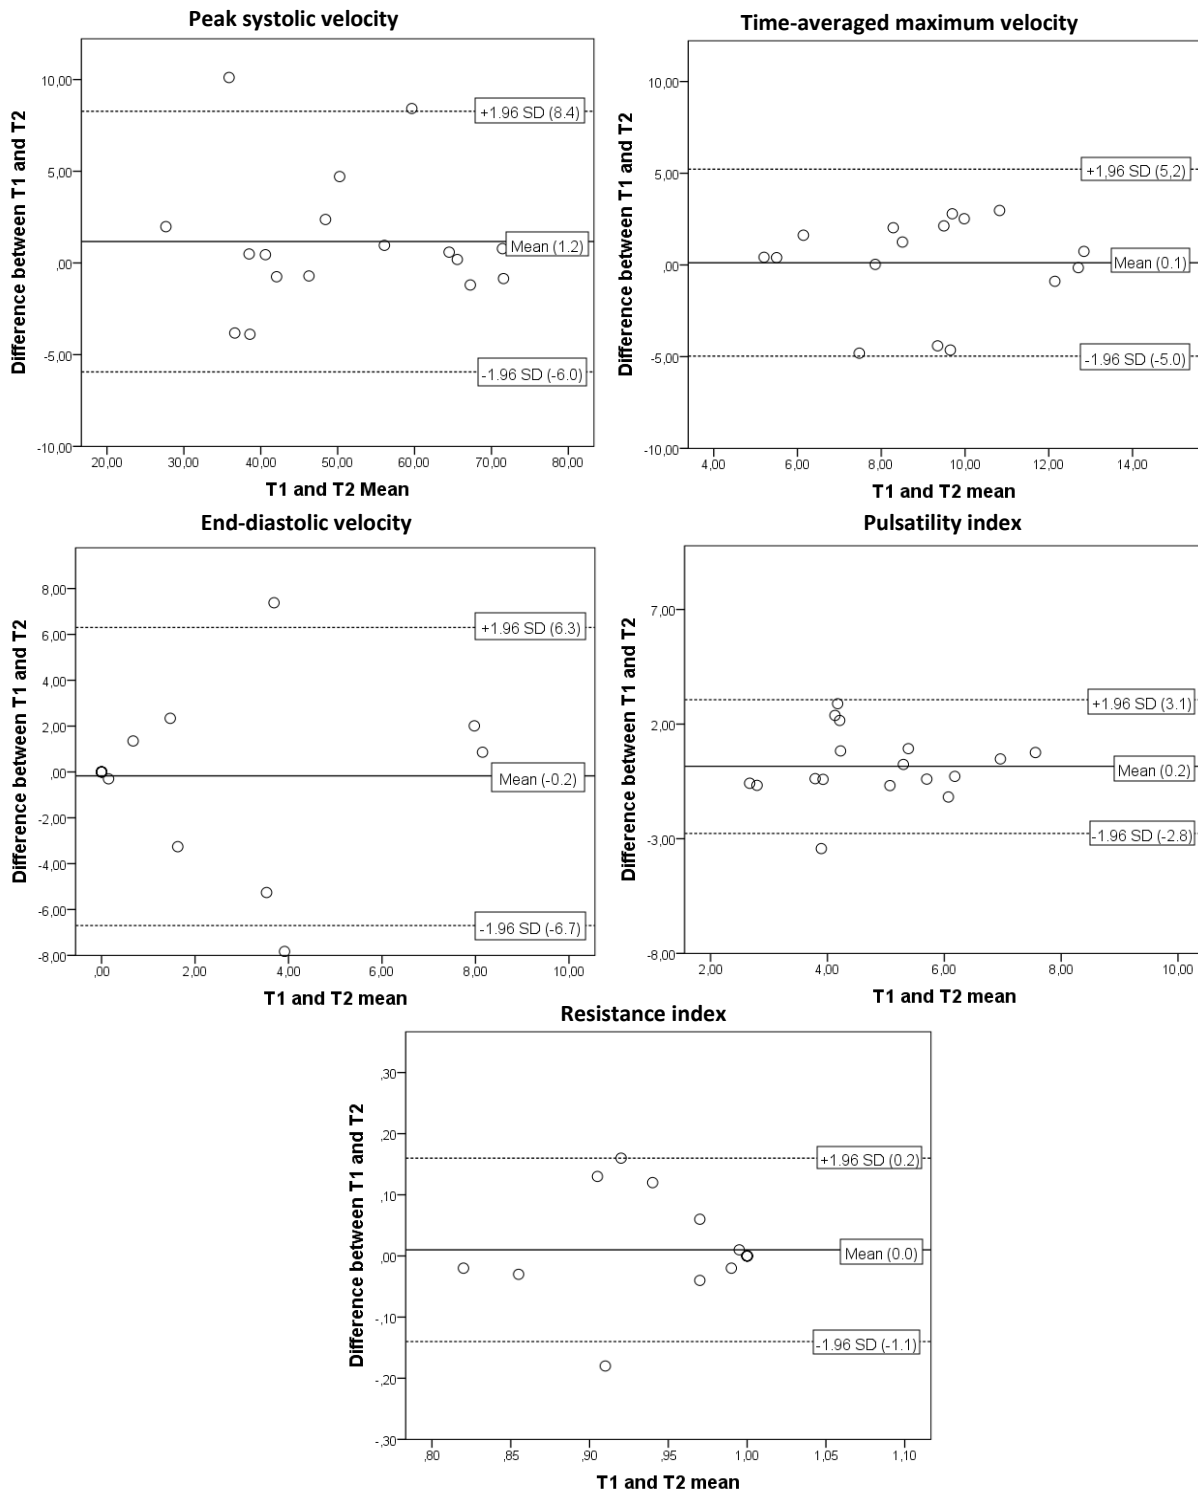 Peak systolic velocity
Difference between T1 and T2
10,00
5,00
,00
-5,00
-10,00
+1.96 SD (8.4)
Mean (1.2)
-1.96 SD (-6.0)
20,00 30,00 40,00 50,00 60,00 70,00 80,00
T1 and T2 Mean
Time-averaged maximum velocity
Difference between T1 and T2
10,00
5,00
,00
-5,00
-10,00
+1,96 SD (5,2)
Mean (0.1)
-1.96 SD (-5.0)
4,00 6,00 8,00 10,00 12,00 14,00
T1 and T2 mean
End-diastolic velocity
Difference between T1 and T2
8,00
6,00
4,00
2,00
,00
-2,00
-4,00
-6,00
-8,00
+1.96 SD (6.3)
Mean (-0.2)
-1.96 SD (-6.7)
,00 2,00 4,00 6,00 8,00 10,00
T1 and T2 mean
Pulsatility index
Difference between T1 and T2
7,00
2,00
-3,00
-8,00
+1.96 SD (3.1)
Mean (0.2)
-1.96 SD (-2.8)
2,00 4,00 6,00 8,00 10,00
T1 and T2 mean
Resistance index
Difference between T1 and T2
,30
,20
,10
,00
-,10
-,20
-,30
+1.96 SD (0.2)
Mean (0.0)
-1.96 SD (-1.1)
,80 ,85 ,90 ,95 1,00 1,05 1,10
T1 and T2 mean